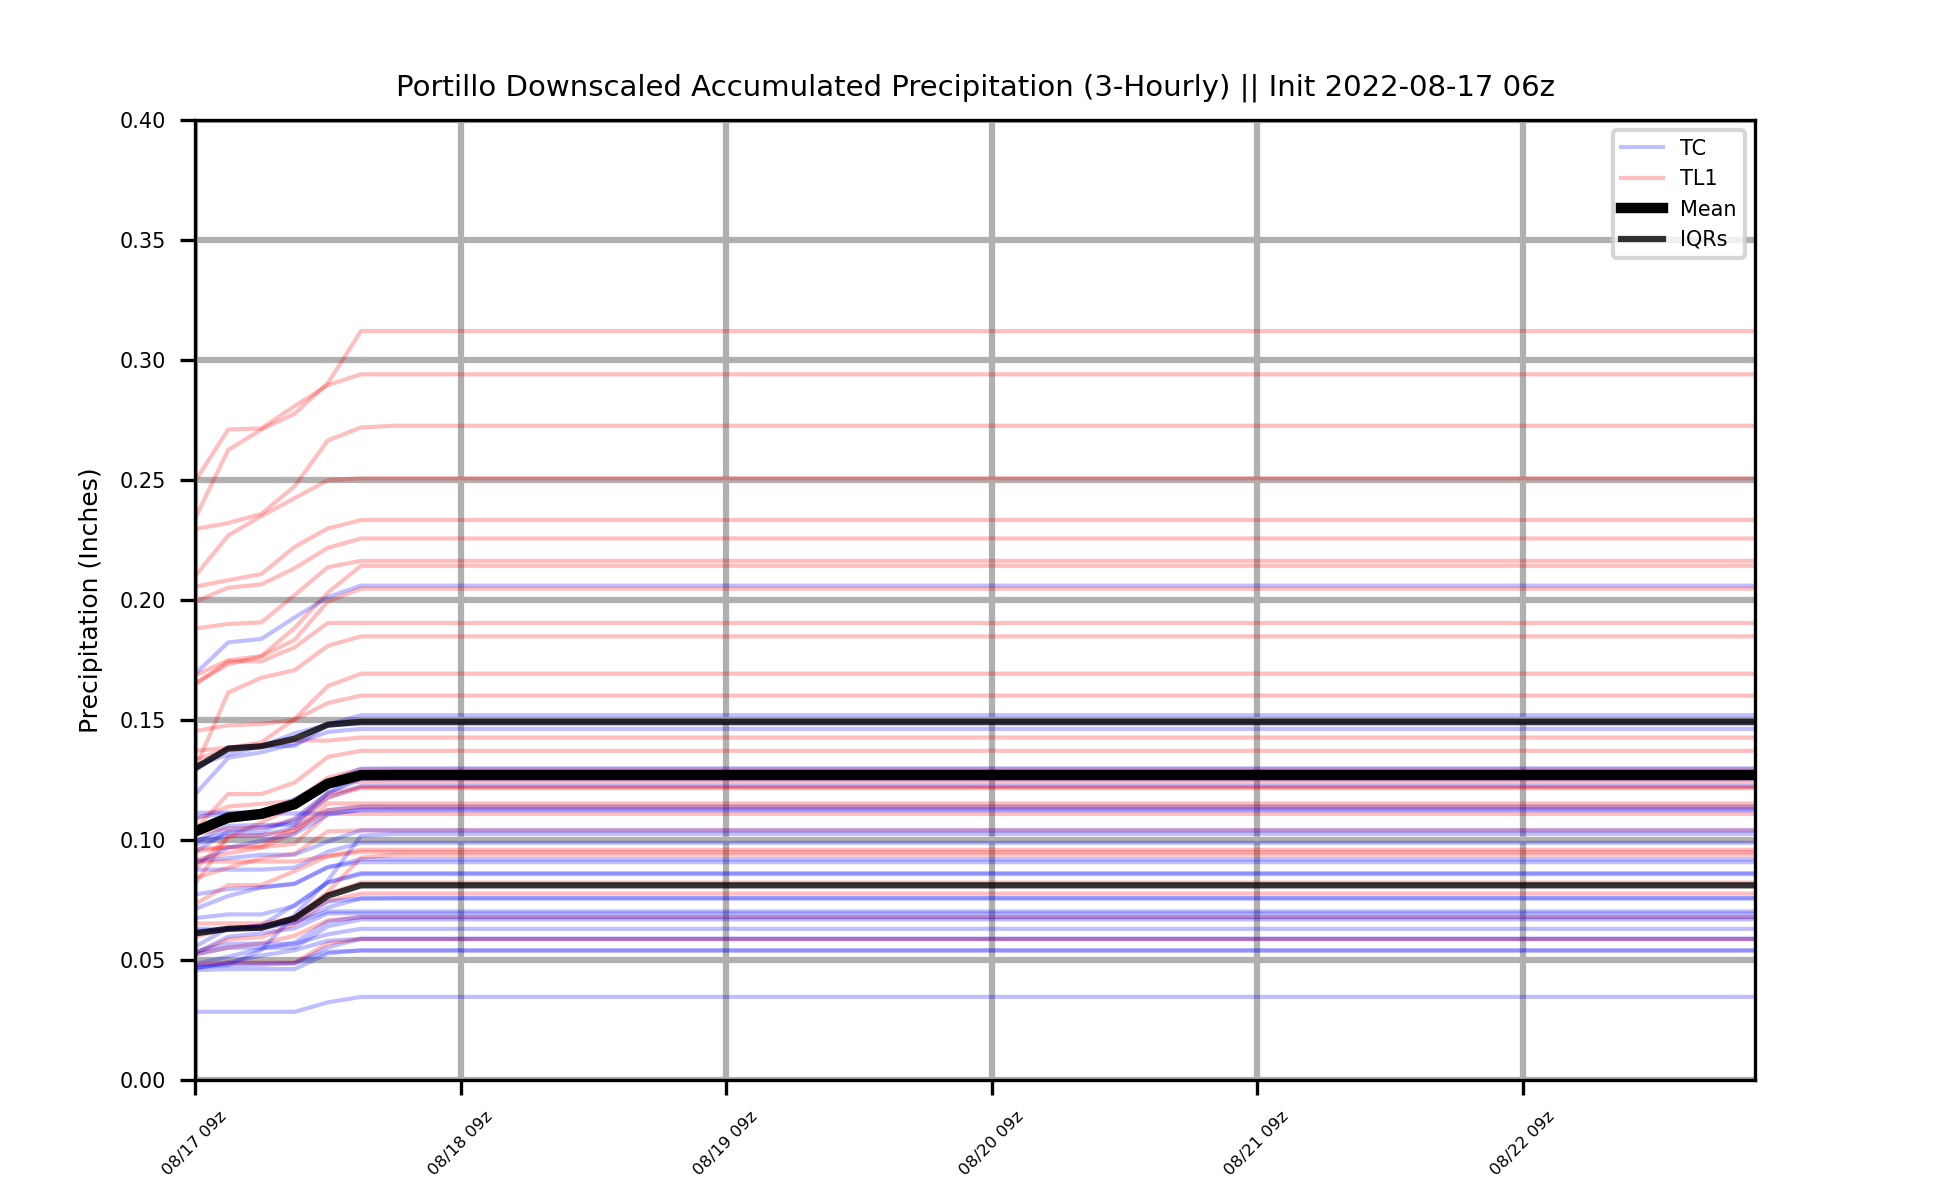 Portillo Downscaled Accumulated Precipitation (3-Hourly) || Init 2022-08-17 06z
Precipitation (Inches)
0.40
0.35
0.30
0.25
0.20
0.15
0.10
0.05
0.00
TC
TL1
Mean
IQRs
08/17 09z
08/18 09z
08/19 09z
08/20 09z
08/21 09z
08/22 09z